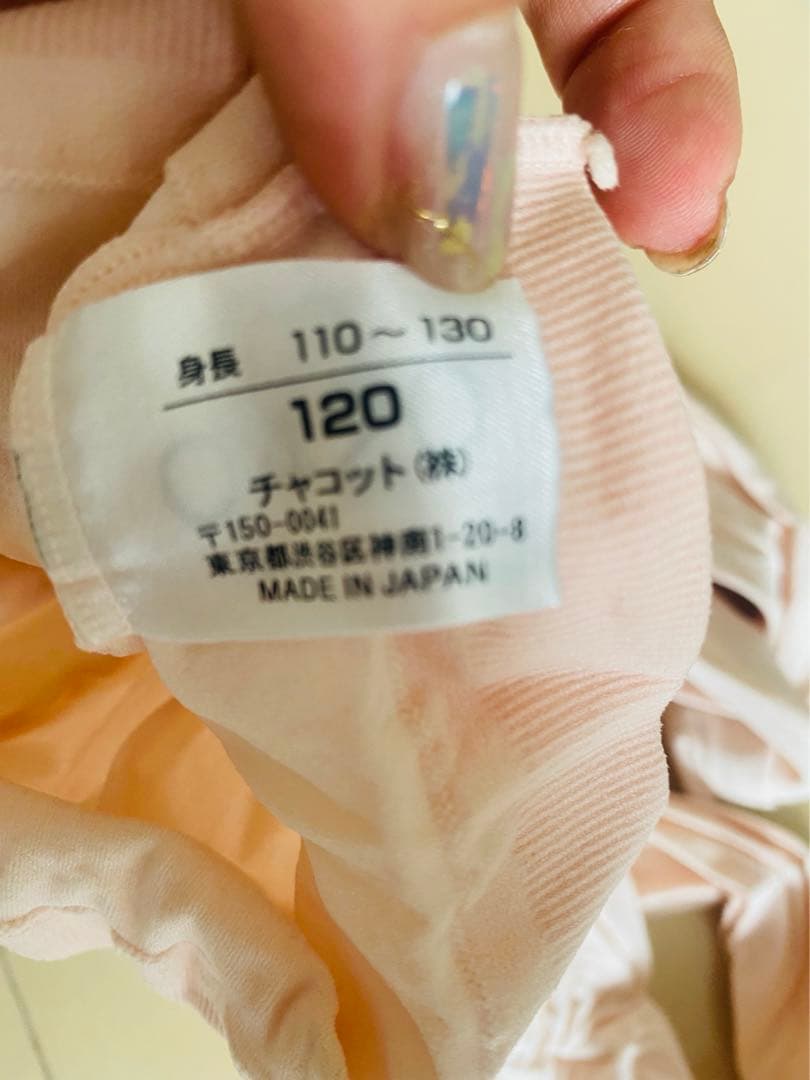 身長 110～130
120
チャコット(株)
〒150-0041
東京都渋谷区神南1-20-8
MADE IN JAPAN